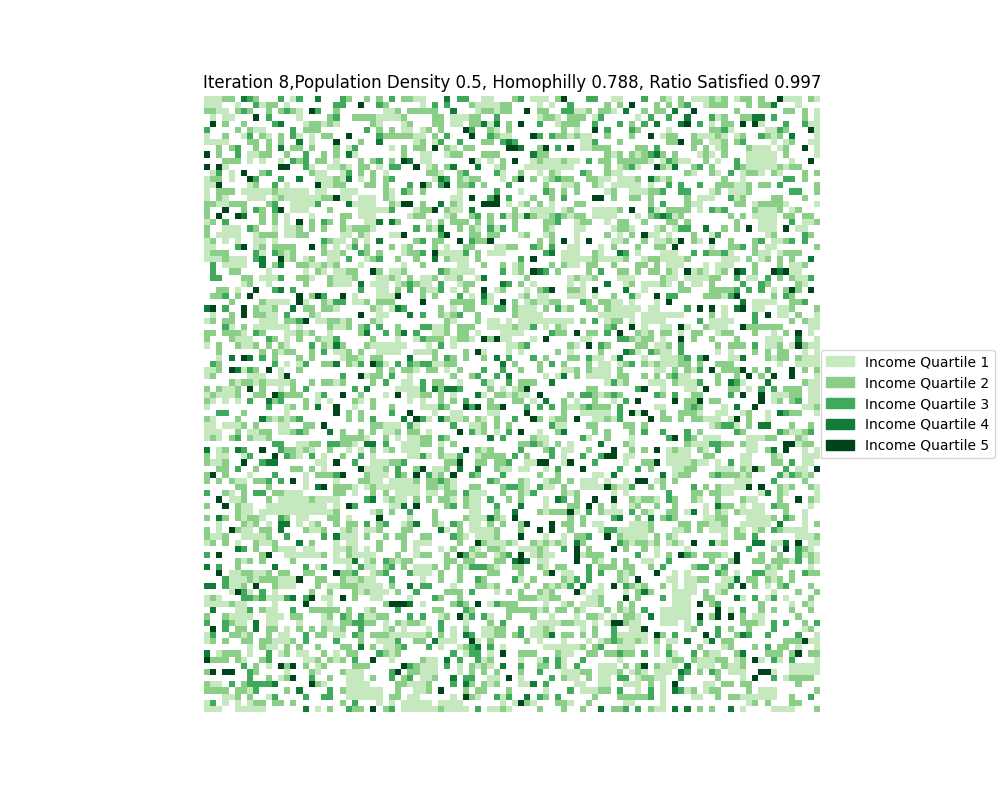 Iteration 8,Population Density 0.5, Homophilly 0.788, Ratio Satisfied 0.997
Income Quartile 1
Income Quartile 2
Income Quartile 3
Income Quartile 4
Income Quartile 5